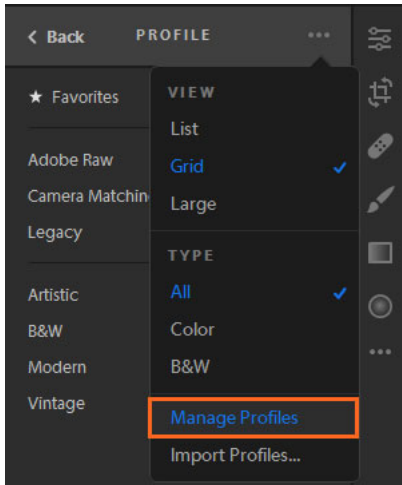 Back PROFILE
Favorites
Adobe Raw
Camera Matchin
Legacy
Artistic
B&W
Modern
Vintage
VIEW
List
Grid
Large
TYPE
All
Color
B&W
Manage Profiles
Import Profiles...